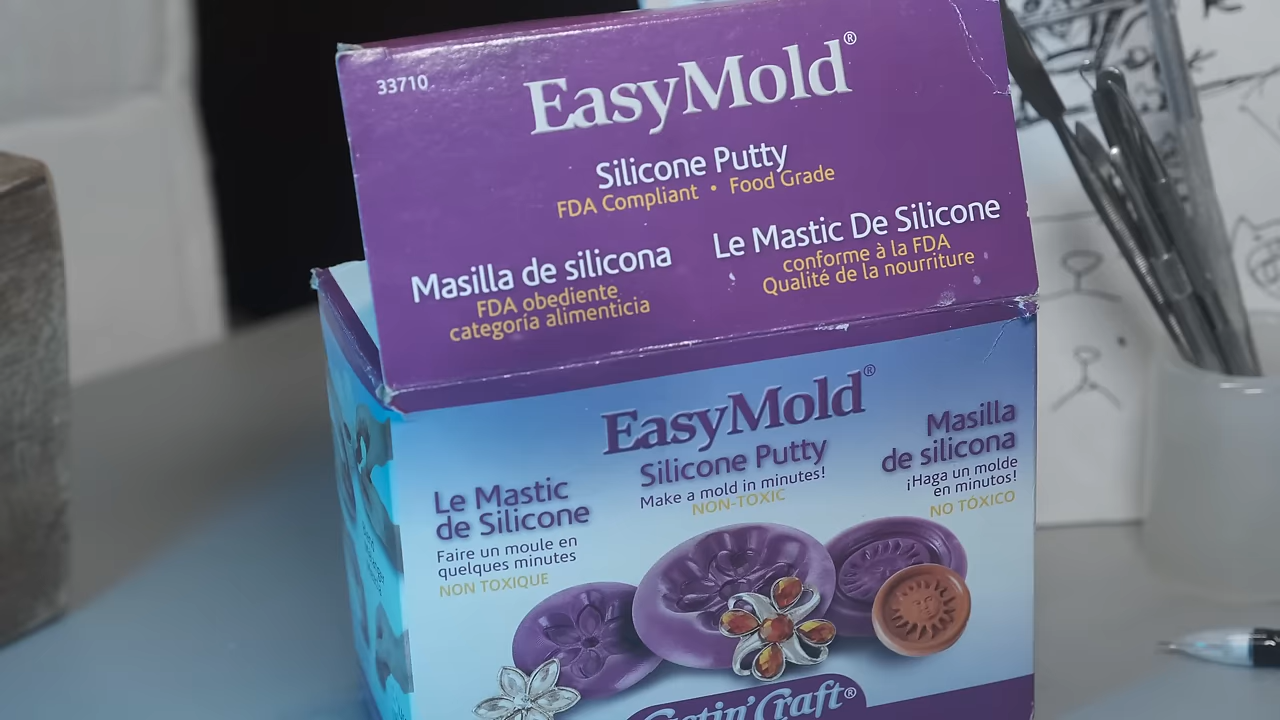 33710
EasyMold®
Silicone Putty
FDA Compliant • Food Grade
Masilla de silicona
FDA obediente
categoría alimenticia
Le Mastic De Silicone
conforme à la FDA
Qualité de la nourriture
EasyMold®
Silicone Putty
Make a mold in minutes!
NON-TOXIC
Le Mastic
de Silicone
Faire un moule en
quelques minutes
NON TOXIQUE
Masilla
de silicona
¡Haga un molde
en minutos!
NO TÓXICO
Craft®